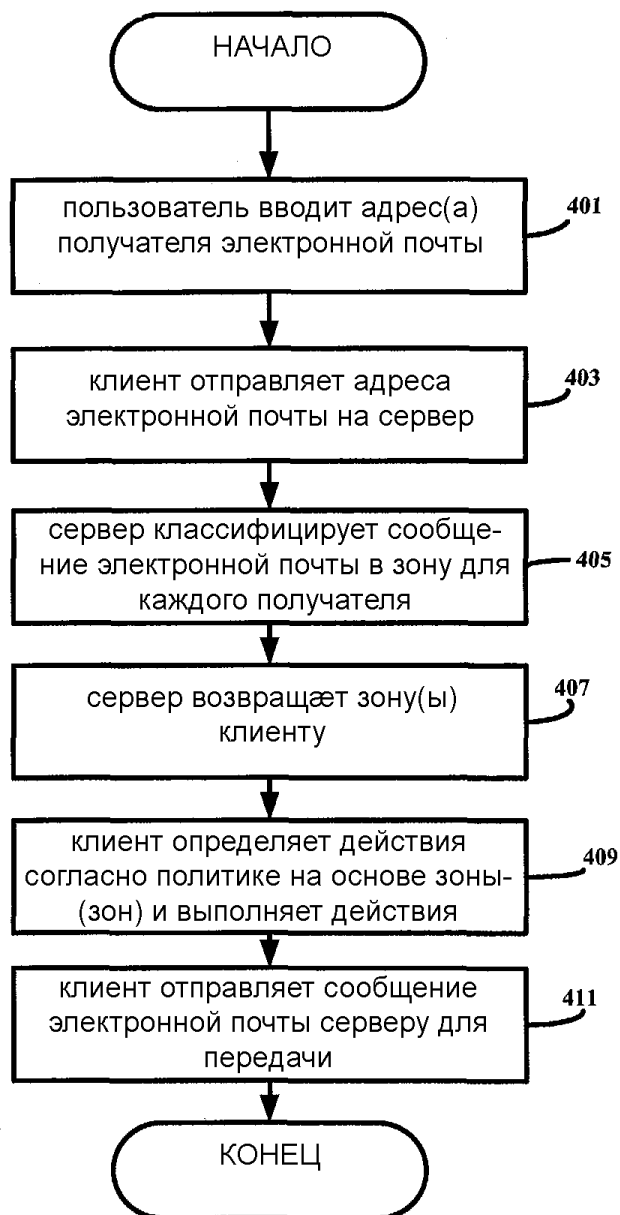 НАЧАЛО
пользователь вводит адрес(а)
получателя электронной почты
401
клиент отправляет адреса
электронной почты на сервер
403
сервер классифицирует сообще-
ние электронной почты в зону для
каждого получателя
405
сервер возвращæт зону(ы)
клиенту
407
клиент определяет действия
согласно политике на основе зоны-
(зон) и выполняет действия
409
клиент отправляет сообщение
электронной почты серверу для
передачи
411
КОНЕЦ